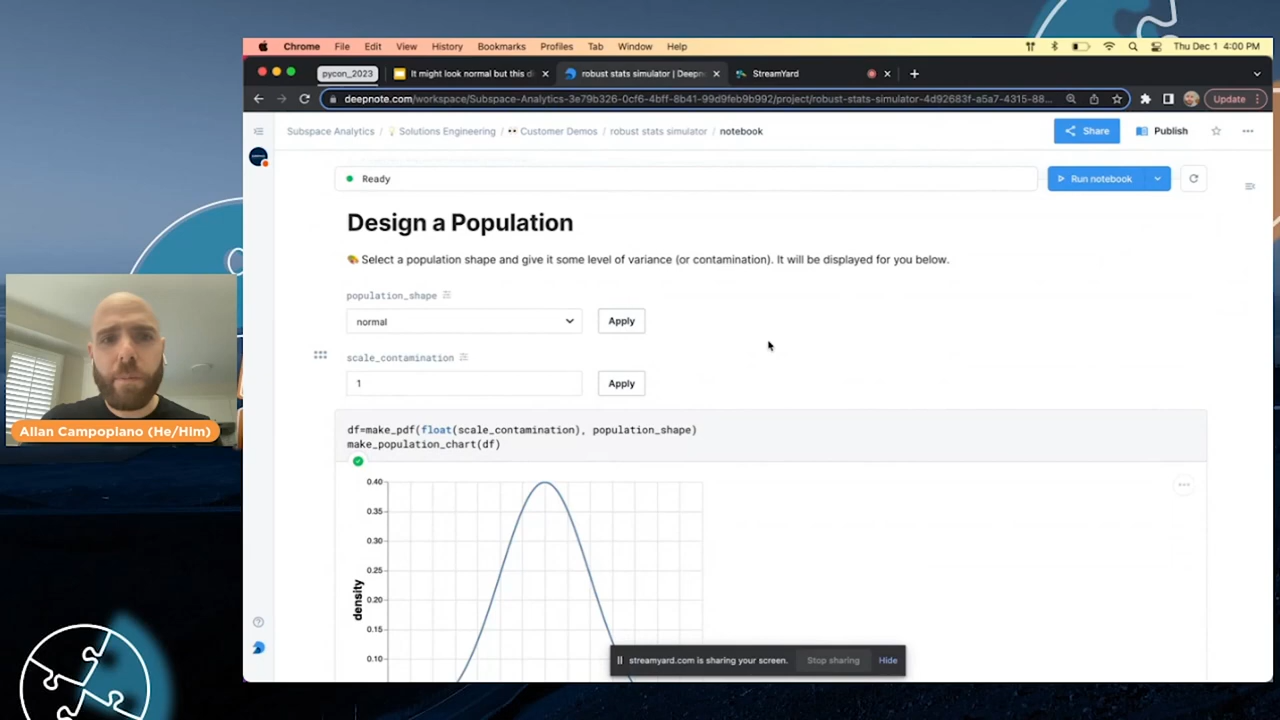 Chrome File Edit View History Bookmarks Profiles Tab Window Help Thu Dec 1 4:00 PM
pycon_2023 It might look normal but this d robust stats simulator | Deepn StreamYard
deepnote.com/workspace/Subspace-Analytics-3e79b326-0cf6-4bff-8b41-99d9feb9b992/project/robust-stats-simulator-4d92683f-a5a7-4315-88... Update
Subspace Analytics / Solutions Engineering / Customer Demos / robust stats simulator / notebook Share Publish
Ready Run notebook
Design a Population
Select a population shape and give it some level of variance (or contamination). It will be displayed for you below.
population_shape
normal Apply
scale_contamination
1 Apply
Allan Campopiano (He/Him)
df=make_pdf(float(scale_contamination), population_shape)
make_population_chart(df)
0.40
0.35
0.30
0.25
0.20
0.15
0.10
density
streamyard.com is sharing your screen. Stop sharing Hide